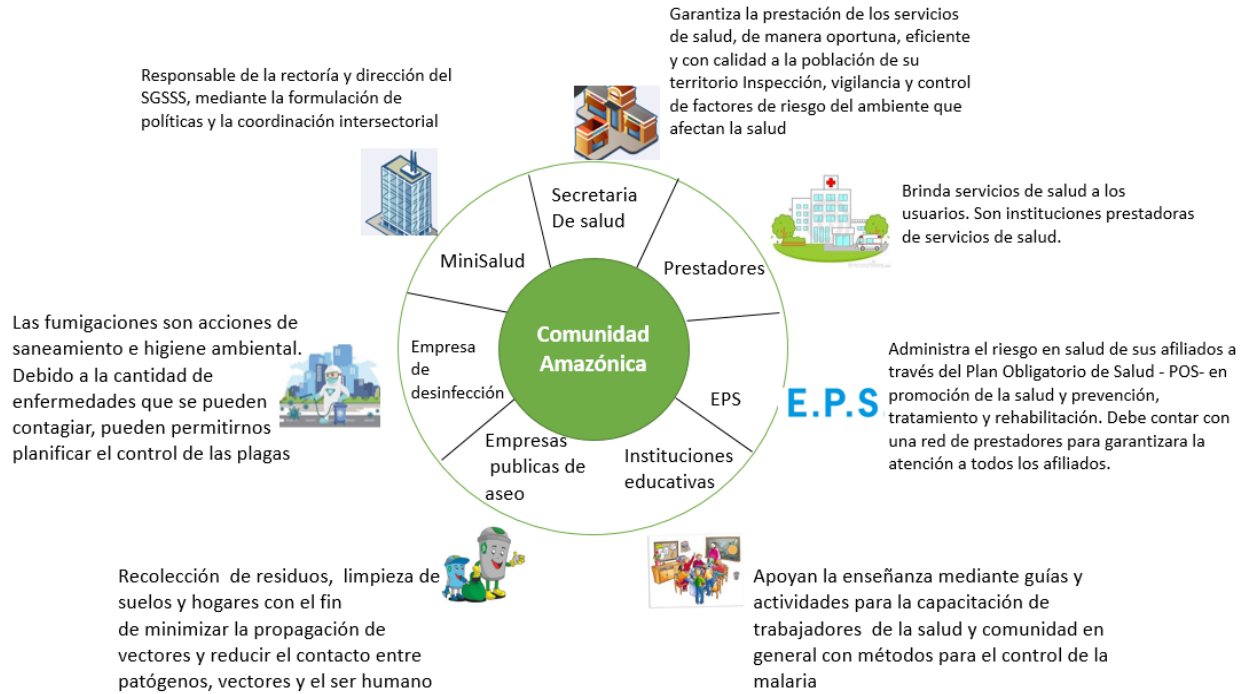 Garantiza la prestación de los servicios
de salud, de manera oportuna, eficiente
y con calidad a la población de su
territorio Inspección, vigilancia y control
de factores de riesgo del ambiente que
afectan la salud
Responsable de la rectoría y dirección del
SGSSS, mediante la formulación de
políticas y la coordinación intersectorial
Secretaria
De salud
Brinda servicios de salud a los
usuarios. Son instituciones prestadoras
de servicios de salud.
MiniSalud
Prestadores
Comunidad
Amazónica
Las fumigaciones son acciones de
saneamiento e higiene ambiental.
Debido a la cantidad de
enfermedades que se pueden
contagiar, pueden permitirnos
planificar el control de las plagas
Empresa
de
desinfección
EPS
E.P.S
Administra el riesgo en salud de sus afiliados a
través del Plan Obligatorio de Salud - POS- en
promoción de la salud y prevención,
tratamiento y rehabilitación. Debe contar con
una red de prestadores para garantizara la
atención a todos los afiliados.
Empresas
publicas de
aseo
Instituciones
educativas
Recolección de residuos, limpieza de
suelos y hogares con el fin
de minimizar la propagación de
vectores y reducir el contacto entre
patógenos, vectores y el ser humano
Apoyan la enseñanza mediante guías y
actividades para la capacitación de
trabajadores de la salud y comunidad en
general con métodos para el control de la
malaria